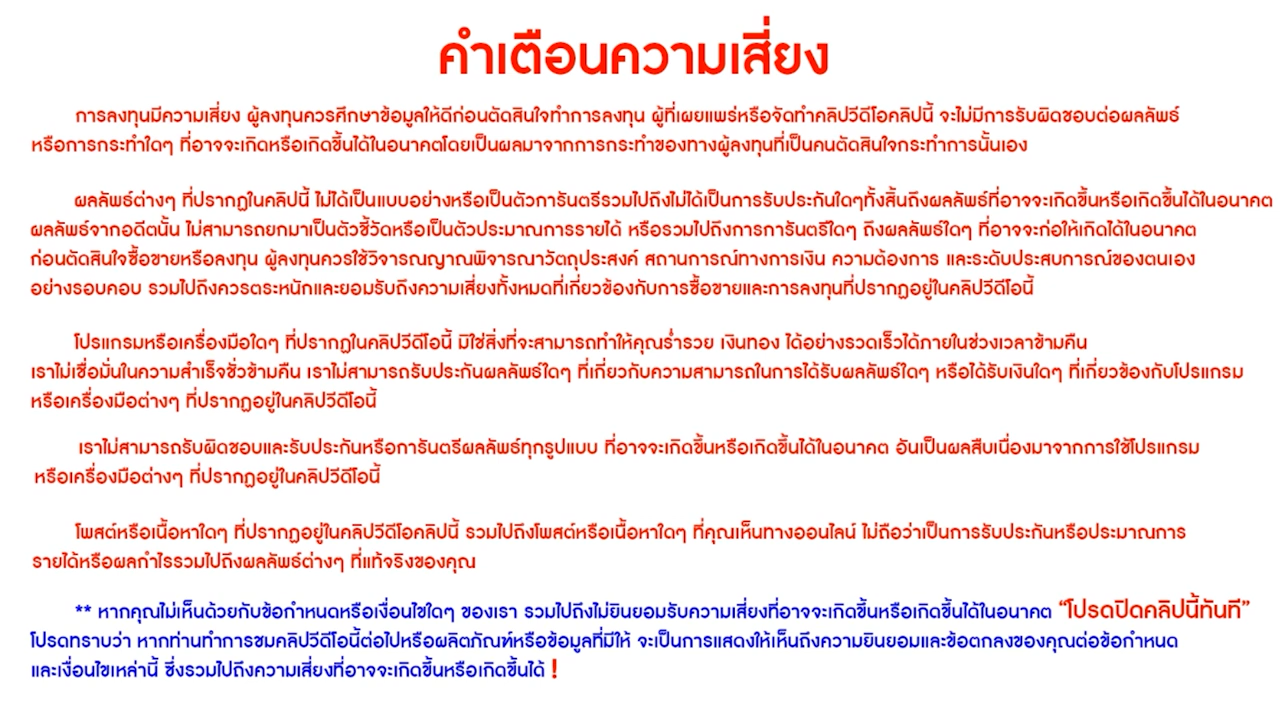 คำเตือนความเสี่ยง
การลงทุนมีความเสี่ยง ผู้ลงทุนควรศึกษาข้อมูลให้ดีก่อนตัดสินใจทำการลงทุน ผู้ที่เผยแพร่หรือจัดทำคลิปวีดีโอคลิปนี้ จะไม่มีการรับผิดชอบต่อผลลัพธ์
หรือการกระทำใดๆ ที่อาจจะเกิดหรือเกิดขึ้นได้ในอนาคตโดยเป็นผลมาจากการกระทำของทางผู้ลงทุนที่เป็นคนตัดสินใจกระทำการนั้นเอง
ผลลัพธ์ต่างๆ ที่ปรากฏในคลิปนี้ ไม่ได้เป็นแบบอย่างหรือเป็นตัวการันตรีรวมไปถึงไม่ได้เป็นการรับประกันใดๆทั้งสิ้นถึงผลลัพธ์ที่อาจจะเกิดขึ้นหรือเกิดขึ้นได้ในอนาคต
ผลลัพธ์จากอดีตนั้น ไม่สามารถยกมาเป็นตัวชี้วัดหรือเป็นตัวประมาณการรายได้ หรือรวมไปถึงการการันตรีใดๆ ถึงผลลัพธ์ใดๆ ที่อาจจะก่อให้เกิดได้ในอนาคต
ก่อนตัดสินใจซื้อขายหรือลงทุน ผู้ลงทุนควรใช้วิจารณญาณพิจารณาวัตถุประสงค์ สถานการณ์ทางการเงิน ความต้องการ และระดับประสบการณ์ของตนเอง
อย่างรอบคอบ รวมไปถึงควรตระหนักและยอมรับถึงความเสี่ยงทั้งหมดที่เกี่ยวข้องกับการซื้อขายและการลงทุนที่ปรากฏอยู่ในคลิปวีดีโอนี้
โปรแกรมหรือเครื่องมือใดๆ ที่ปรากฏในคลิปวีดีโอนี้ มิใช่สิ่งที่จะสามารถทำให้คุณร่ำรวย เงินทอง ได้อย่างรวดเร็วได้ภายในช่วงเวลาข้ามคืน
เราไม่เชื่อมั่นในความสำเร็จชั่วข้ามคืน เราไม่สามารถรับประกันผลลัพธ์ใดๆ ที่เกี่ยวกับความสามารถในการได้รับผลลัพธ์ใดๆ หรือได้รับเงินใดๆ ที่เกี่ยวข้องกับโปรแกรม
หรือเครื่องมือต่างๆ ที่ปรากฏอยู่ในคลิปวีดีโอนี้
เราไม่สามารถรับผิดชอบและรับประกันหรือการันตรีผลลัพธ์ทุกรูปแบบ ที่อาจจะเกิดขึ้นหรือเกิดขึ้นได้ในอนาคต อันเป็นผลสืบเนื่องมาจากการใช้โปรแกรม
หรือเครื่องมือต่างๆ ที่ปรากฏอยู่ในคลิปวีดีโอนี้
โพสต์หรือเนื้อหาใดๆ ที่ปรากฏอยู่ในคลิปวีดีโอคลิปนี้ รวมไปถึงโพสต์หรือเนื้อหาใดๆ ที่คุณเห็นทางออนไลน์ ไม่ถือว่าเป็นการรับประกันหรือประมาณการ
รายได้หรือผลกำไรรวมไปถึงผลลัพธ์ต่างๆ ที่แท้จริงของคุณ
** หากคุณไม่เห็นด้วยกับข้อกำหนดหรือเงื่อนไขใดๆ ของเรา รวมไปถึงไม่ยินยอมรับความเสี่ยงที่อาจจะเกิดขึ้นหรือเกิดขึ้นได้ในอนาคต “โปรดปิดคลิปนี้ทันที”
โปรดทราบว่า หากท่านทำการชมคลิปวีดีโอนี้ต่อไปหรือผลิตภัณฑ์หรือข้อมูลที่มีให้ จะเป็นการแสดงให้เห็นถึงความยินยอมและข้อตกลงของคุณต่อข้อกำหนด
และเงื่อนไขเหล่านี้ ซึ่งรวมไปถึงความเสี่ยงที่อาจจะเกิดขึ้นหรือเกิดขึ้นได้ !